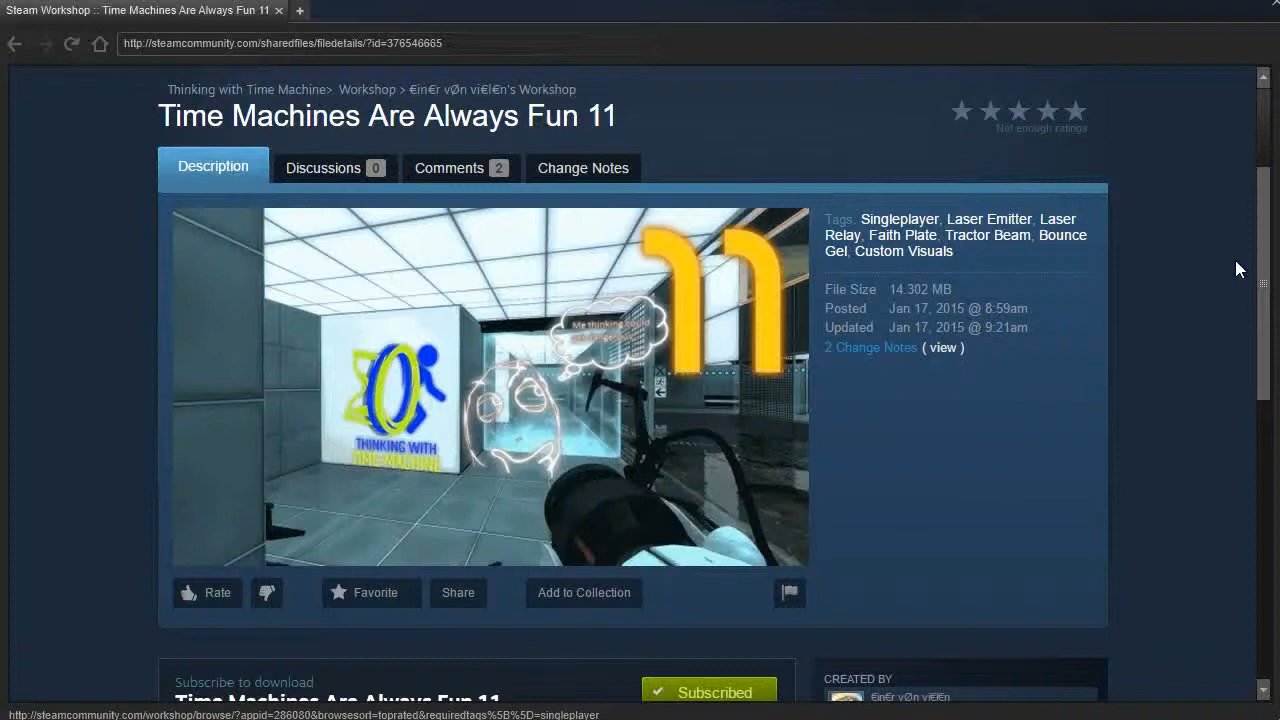 Steam Workshop :: Time Machines Are Always Fun 11
http://steamcommunity.com/sharedfiles/filedetails/?id=376546665
Thinking with Time Machine> Workshop > €in€r vØn vi€l€n's Workshop
Time Machines Are Always Fun 11
Not enough ratings
Description
Discussions 0
Comments 2
Change Notes
11
Me thinking could
THINKING WITH
TIME MACHINE
Tags: Singleplayer, Laser Emitter, Laser
Relay, Faith Plate, Tractor Beam, Bounce
Gel, Custom Visuals
File Size 14.302 MB
Posted Jan 17, 2015 @ 8:59am
Updated Jan 17, 2015 @ 9:21am
2 Change Notes ( view )
Rate
Favorite
Share
Add to Collection
Subscribe to download
Time Machines Are Always Fun 11
Subscribed
CREATED BY
€in€r vØn vi€l€n
http://steamcommunity.com/workshop/browse/?appid=286080&browsesort=toprated&requiredtags%5B%5D=singleplayer